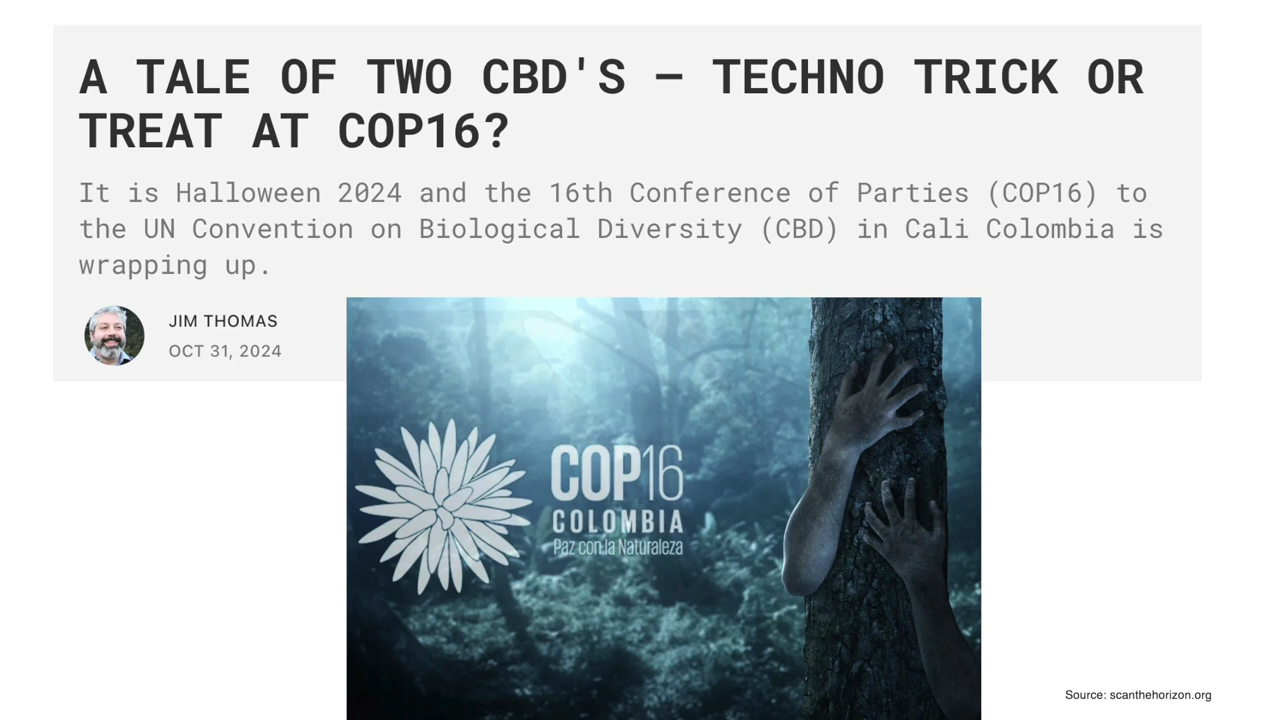 A TALE OF TWO CBD'S — TECHNO TRICK OR
TREAT AT COP16?
It is Halloween 2024 and the 16th Conference of Parties (COP16) to
the UN Convention on Biological Diversity (CBD) in Cali Colombia is
wrapping up.
JIM THOMAS
OCT 31, 2024
COP16
COLOMBIA
Paz con la Naturaleza
Source: scanthehorizon.org